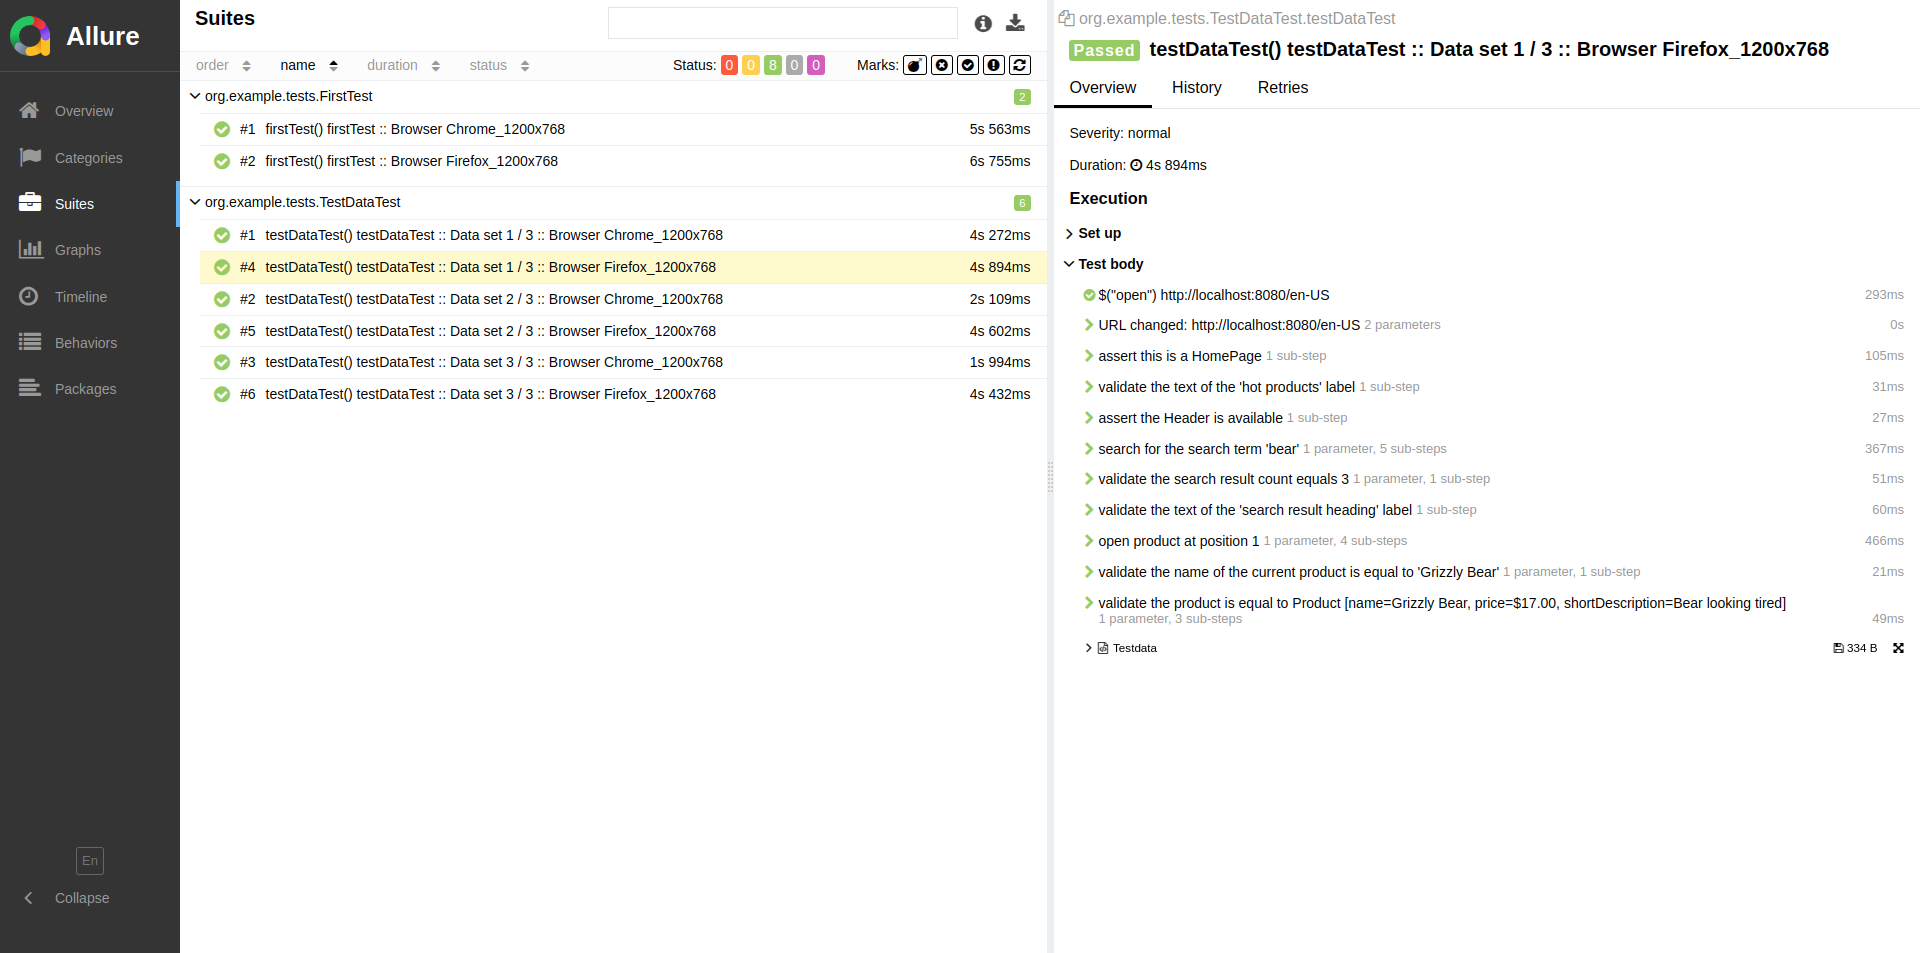 Allure
Overview
Categories
Suites
Graphs
Timeline
Behaviors
Packages
En
Collapse
Suites
order name duration status Status: 0 0 8 0 0 Marks:
org.example.tests.FirstTest 2
#1 firstTest() firstTest :: Browser Chrome_1200x768 5s 563ms
#2 firstTest() firstTest :: Browser Firefox_1200x768 6s 755ms
org.example.tests.TestDataTest 6
#1 testDataTest() testDataTest :: Data set 1 / 3 :: Browser Chrome_1200x768 4s 272ms
#4 testDataTest() testDataTest :: Data set 1 / 3 :: Browser Firefox_1200x768 4s 894ms
#2 testDataTest() testDataTest :: Data set 2 / 3 :: Browser Chrome_1200x768 2s 109ms
#5 testDataTest() testDataTest :: Data set 2 / 3 :: Browser Firefox_1200x768 4s 602ms
#3 testDataTest() testDataTest :: Data set 3 / 3 :: Browser Chrome_1200x768 1s 994ms
#6 testDataTest() testDataTest :: Data set 3 / 3 :: Browser Firefox_1200x768 4s 432ms
org.example.tests.TestDataTest.testDataTest
Passed testDataTest() testDataTest :: Data set 1 / 3 :: Browser Firefox_1200x768
Overview History Retries
Severity: normal
Duration: 4s 894ms
Execution
Set up
Test body
$("open") http://localhost:8080/en-US 293ms
URL changed: http://localhost:8080/en-US 2 parameters 0s
assert this is a HomePage 1 sub-step 105ms
validate the text of the 'hot products' label 1 sub-step 31ms
assert the Header is available 1 sub-step 27ms
search for the search term 'bear' 1 parameter, 5 sub-steps 367ms
validate the search result count equals 3 1 parameter, 1 sub-step 51ms
validate the text of the 'search result heading' label 1 sub-step 60ms
open product at position 1 1 parameter, 4 sub-steps 466ms
validate the name of the current product is equal to 'Grizzly Bear' 1 parameter, 1 sub-step 21ms
validate the product is equal to Product [name=Grizzly Bear, price=$17.00, shortDescription=Bear looking tired]
1 parameter, 3 sub-steps 49ms
Testdata 334 B